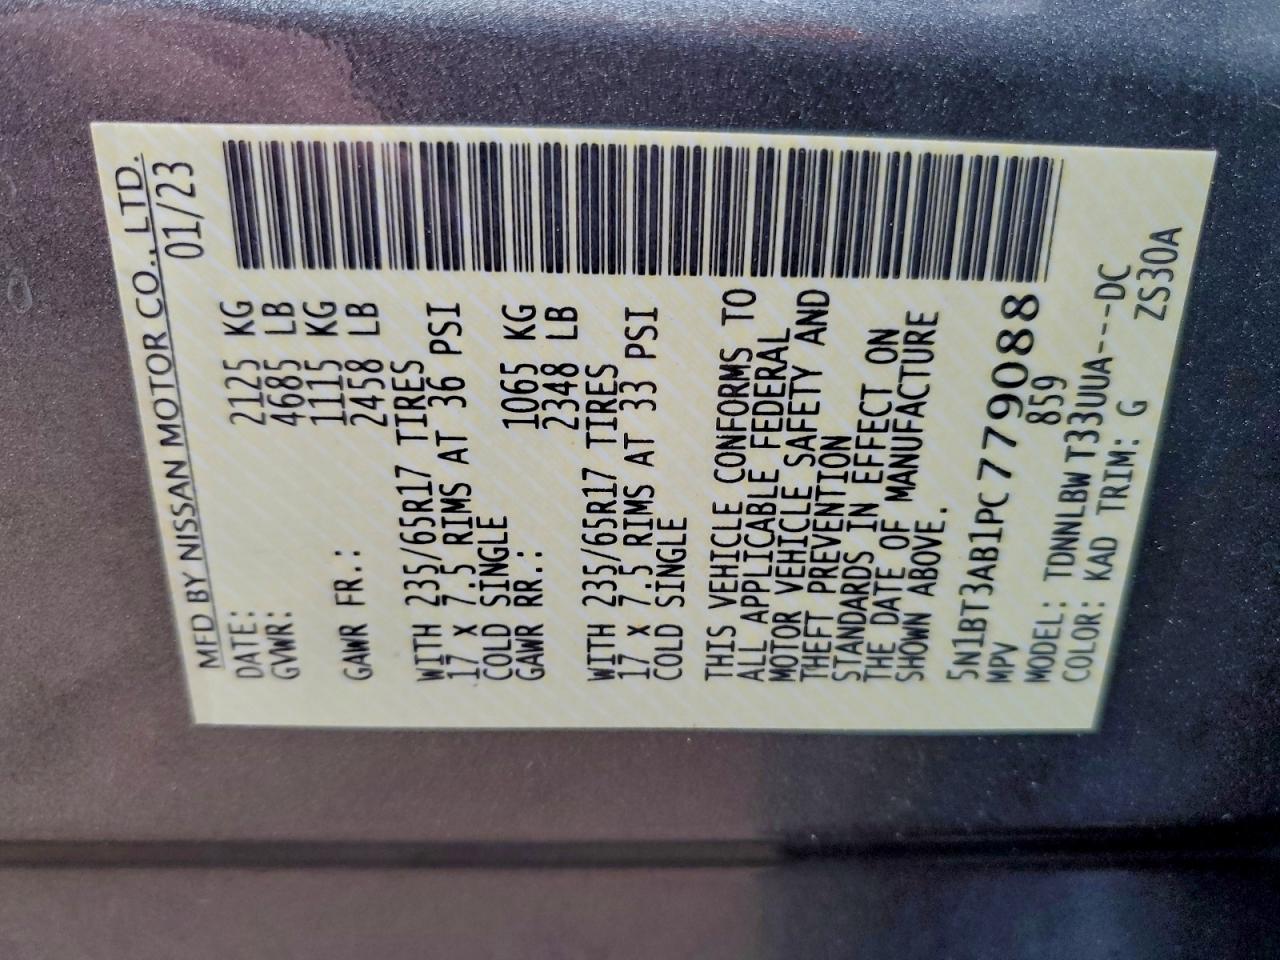 MFD BY NISSAN MOTOR CO., LTD.
DATE: 01/23
GVWR: 2125 KG
4685 LB
1115 KG
GAWR FR.: 2458 LB
WITH 235/65R17 TIRES
17 x 7.5 RIMS AT 36 PSI
COLD SINGLE
GAWR RR.: 1065 KG
2348 LB
WITH 235/65R17 TIRES
17 x 7.5 RIMS AT 33 PSI
COLD SINGLE
THIS VEHICLE CONFORMS TO
ALL APPLICABLE FEDERAL
MOTOR VEHICLE SAFETY AND
THEFT PREVENTION
STANDARDS IN EFFECT ON
THE DATE OF MANUFACTURE
SHOWN ABOVE.
5N1BT3AB1PC779088
MPV 859
MODEL: TDNNLBW T33UUA---DC
COLOR: KAD TRIM: G ZS30A